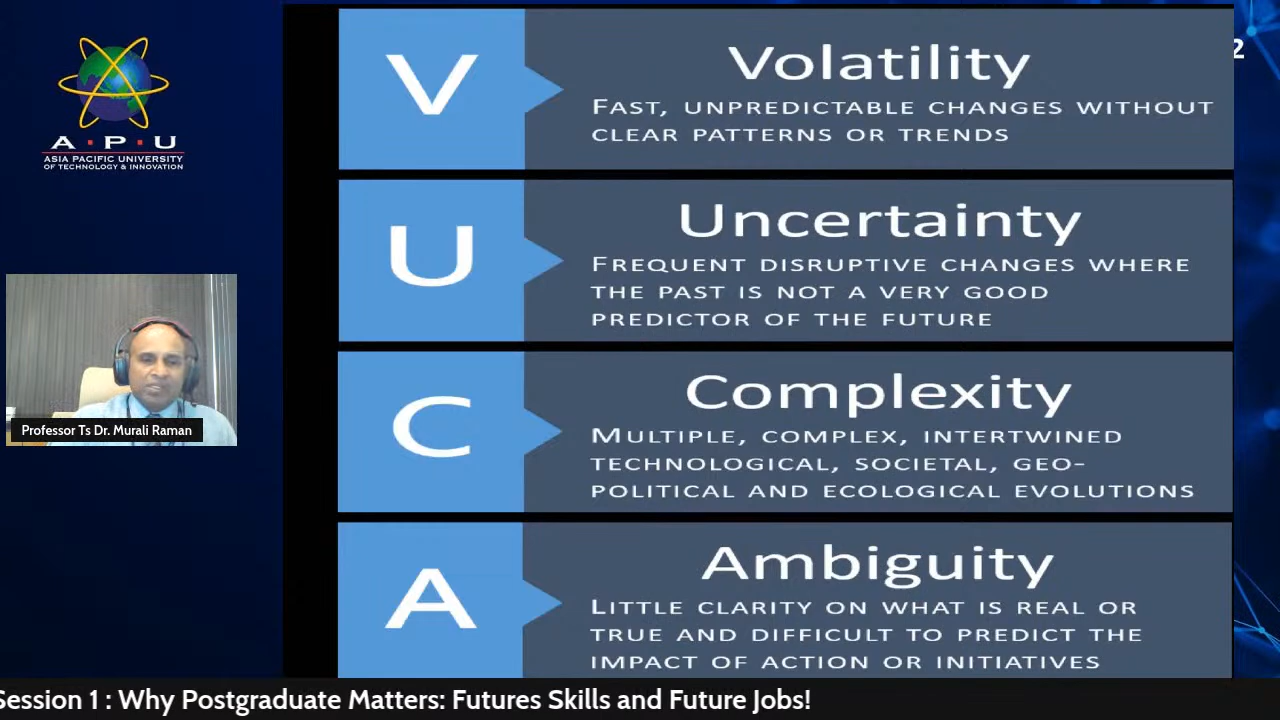 A·P·U
ASIA PACIFIC UNIVERSITY
OF TECHNOLOGY & INNOVATION
Professor Ts Dr. Murali Raman
2
V
Volatility
FAST, UNPREDICTABLE CHANGES WITHOUT
CLEAR PATTERNS OR TRENDS
U
Uncertainty
FREQUENT DISRUPTIVE CHANGES WHERE
THE PAST IS NOT A VERY GOOD
PREDICTOR OF THE FUTURE
C
Complexity
MULTIPLE, COMPLEX, INTERTWINED
TECHNOLOGICAL, SOCIETAL, GEO-
POLITICAL AND ECOLOGICAL EVOLUTIONS
A
Ambiguity
LITTLE CLARITY ON WHAT IS REAL OR
TRUE AND DIFFICULT TO PREDICT THE
IMPACT OF ACTION OR INITIATIVES
Session 1 : Why Postgraduate Matters: Futures Skills and Future Jobs!